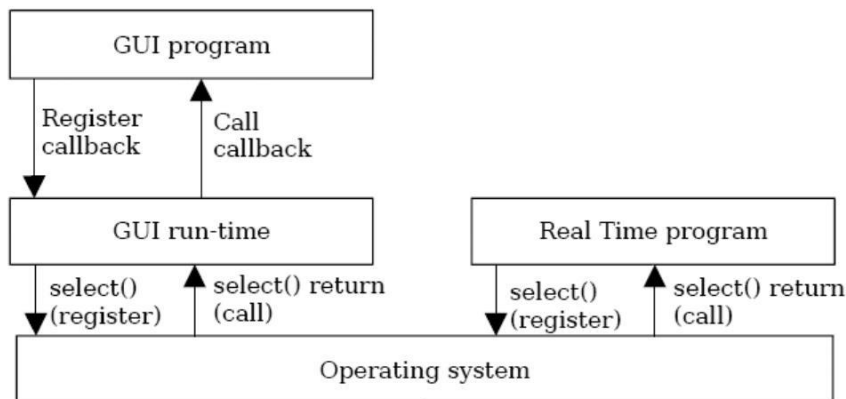 GUI program
Register
callback
Call
callback
GUI run-time
Real Time program
select()
(register)
select() return
(call)
select()
(register)
select() return
(call)
Operating system